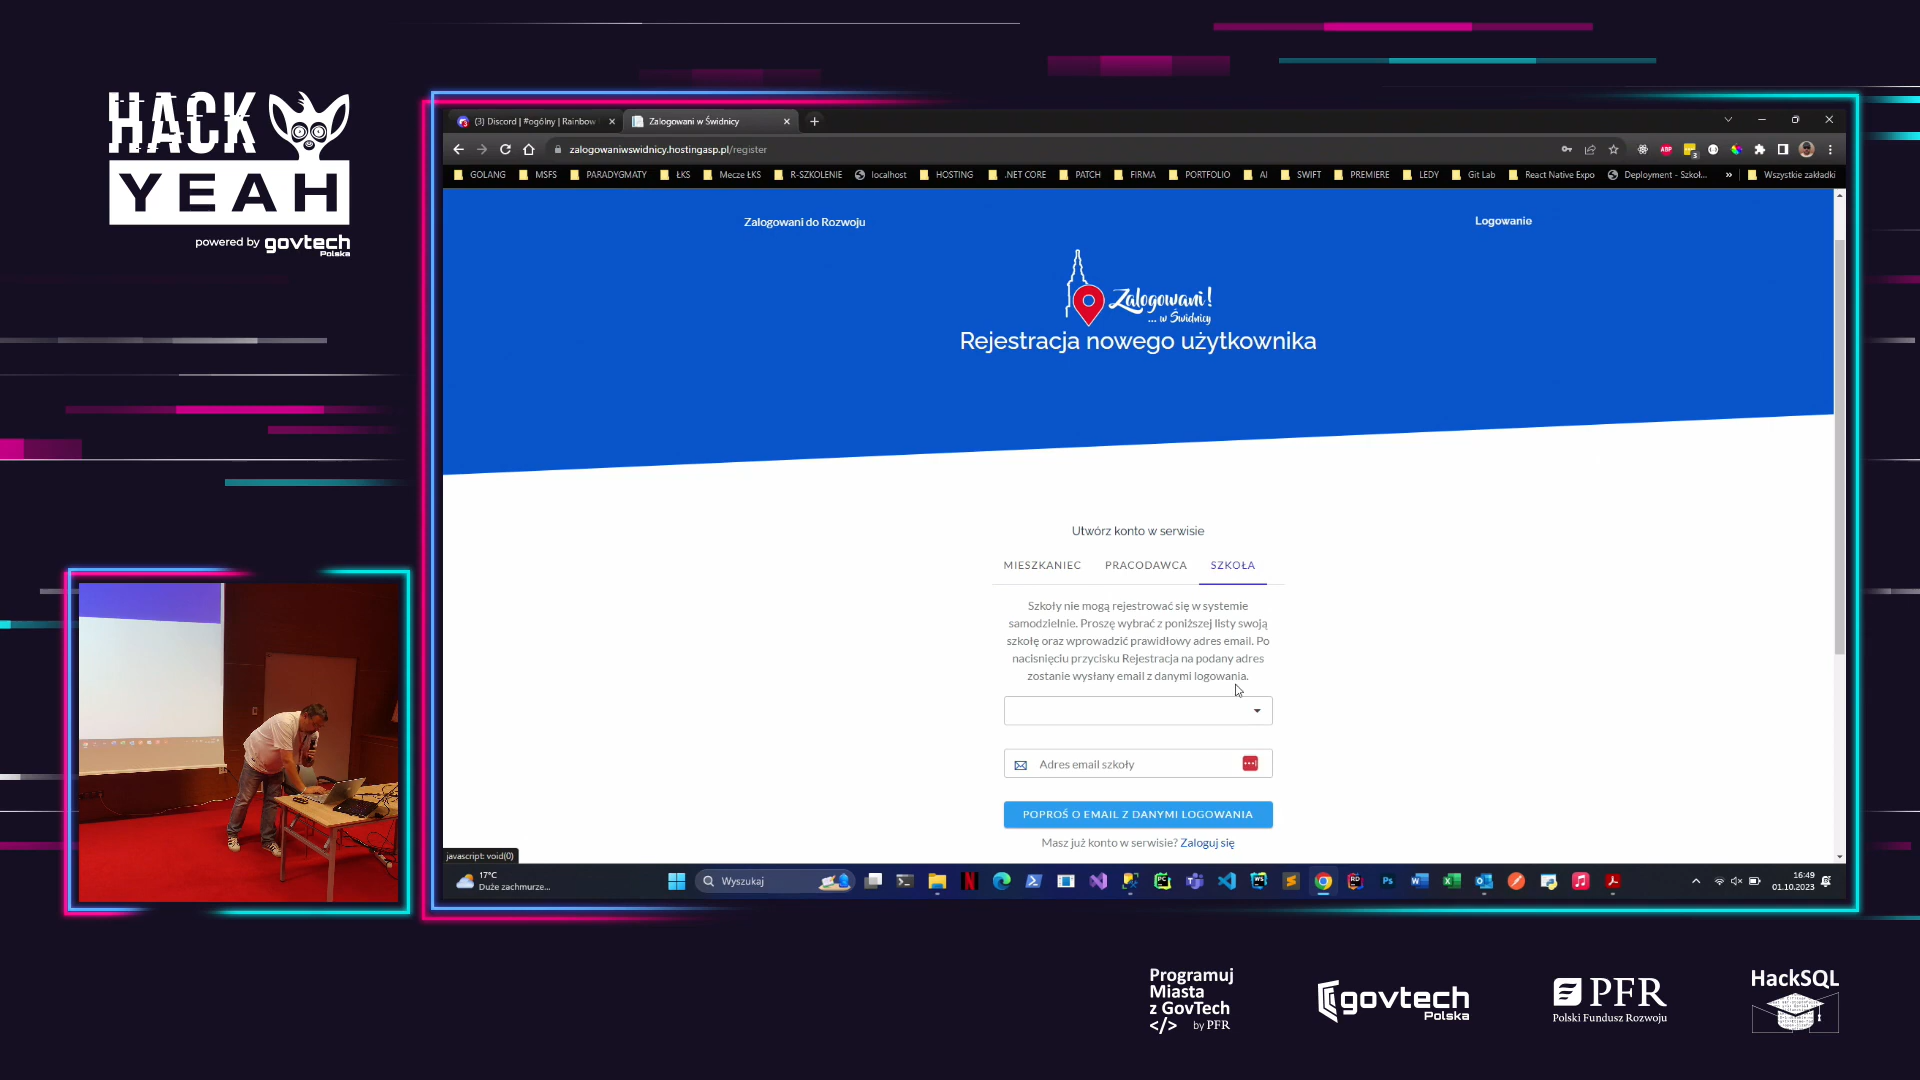 HACK
YEAH
powered by govtech
Polska
(3) Discord | #ogólny | Rainbow
Zalogowani w Świdnicy
zalogowaniwswidnicy.hostingasp.pl/register
GOLANG
MSFS
PARADYGMATY
ŁKS
Mecze ŁKS
R-SZKOLENIE
localhost
HOSTING
.NET CORE
PATCH
FIRMA
PORTFOLIO
AI
SWIFT
PREMIERE
LEDY
Git Lab
React Native Expo
Deployment - Szkoł...
»
Wszystkie zakładki
Zalogowani do Rozwoju
Logowanie
Zalogowani!
... w Świdnicy
Rejestracja nowego użytkownika
Utwórz konto w serwisie
MIESZKANIEC PRACODAWCA SZKOŁA
Szkoły nie mogą rejestrować się w systemie
samodzielnie. Proszę wybrać z poniższej listy swoją
szkołę oraz wprowadzić prawidłowy adres email. Po
naciśnięciu przycisku Rejestracja na podany adres
zostanie wysłany email z danymi logowania.
Adres email szkoły
POPROŚ O EMAIL Z DANYMI LOGOWANIA
Masz już konto w serwisie? Zaloguj się
javascript: void(0)
17°C
Duże zachmurze...
Wyszukaj
16:49
01.10.2023
Programuj
Miasta
z GovTech
</> by PFR
govtech
Polska
PFR
Polski Fundusz Rozwoju
HackSQL